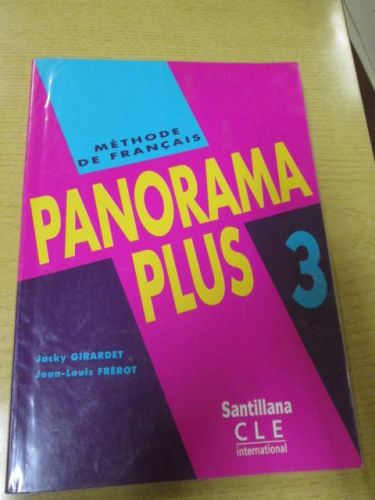 MÉTHODE
DE FRANÇAIS
PANORAMA
PLUS 3
Jacky GIRARDET
Jean-Louis FRÉROT
Santillana
CLE
international